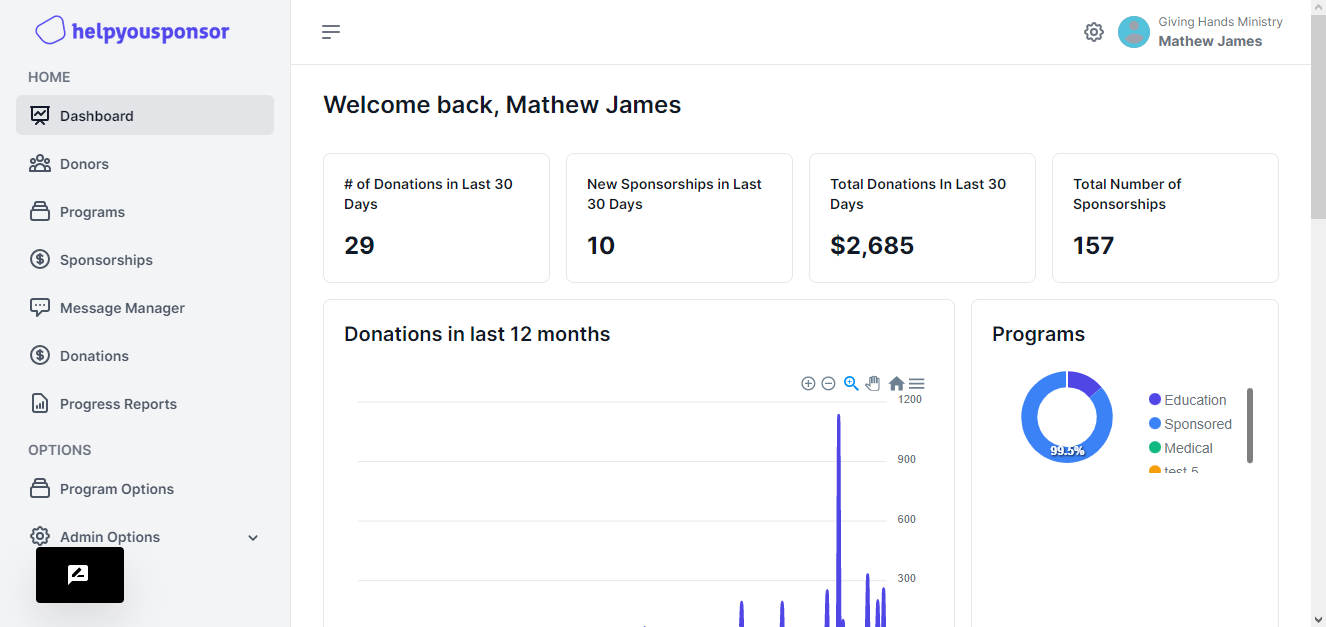 helpyousponsor
Giving Hands Ministry
Mathew James
HOME
Dashboard
Donors
Programs
Sponsorships
Message Manager
Donations
Progress Reports
OPTIONS
Program Options
Admin Options
Welcome back, Mathew James
# of Donations in Last 30
Days
29
New Sponsorships in Last
30 Days
10
Total Donations In Last 30
Days
$2,685
Total Number of
Sponsorships
157
Donations in last 12 months
1200
900
600
300
Programs
99.5%
Education
Sponsored
Medical
test 5